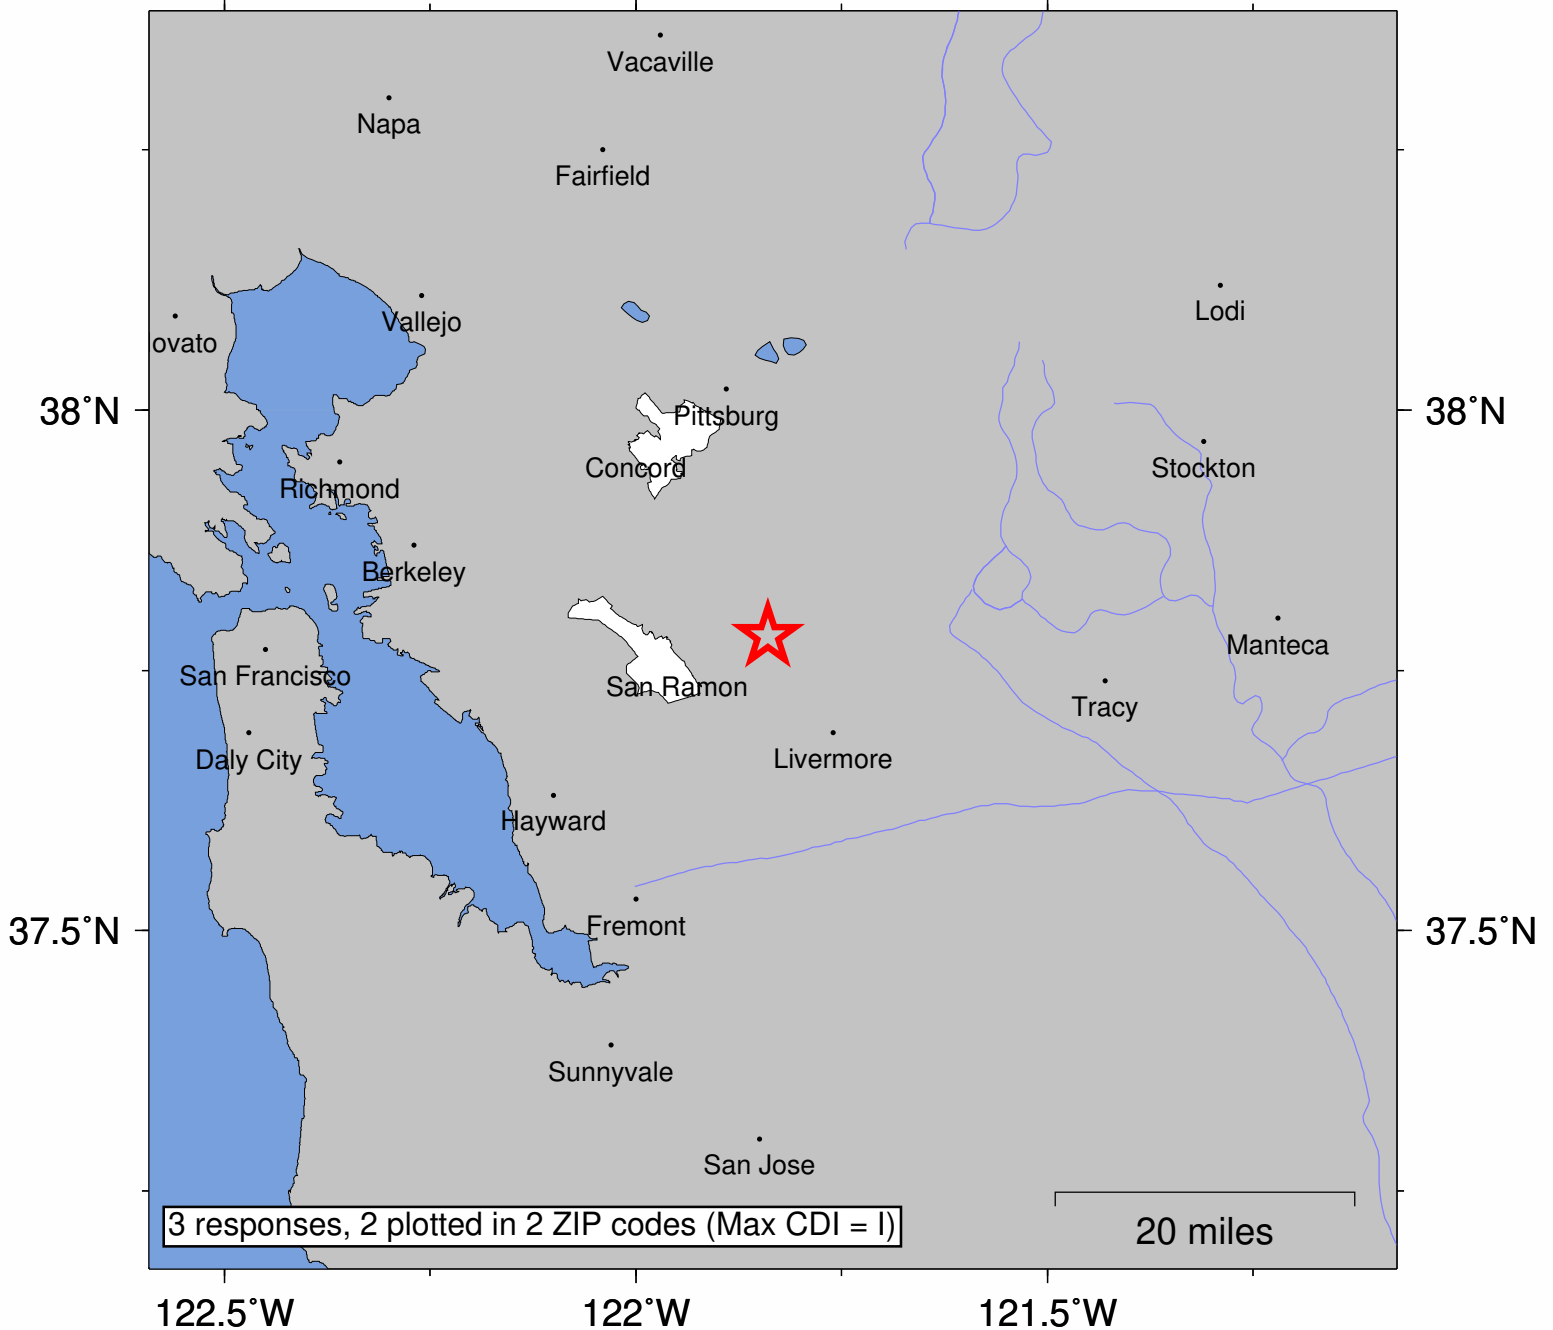 Vacaville
Napa
Fairfield
Lodi
Vallejo
ovato
38°N
Pittsburg
38°N
Concord
Stockton
Richmond
Berkeley
Manteca
San Francisco
San Ramon
Tracy
Daly City
Livermore
Hayward
Fremont
37.5°N
37.5°N
Sunnyvale
San Jose
3 responses, 2 plotted in 2 ZIP codes (Max CDI = I)
20 miles
122.5°W
122°W
121.5°W